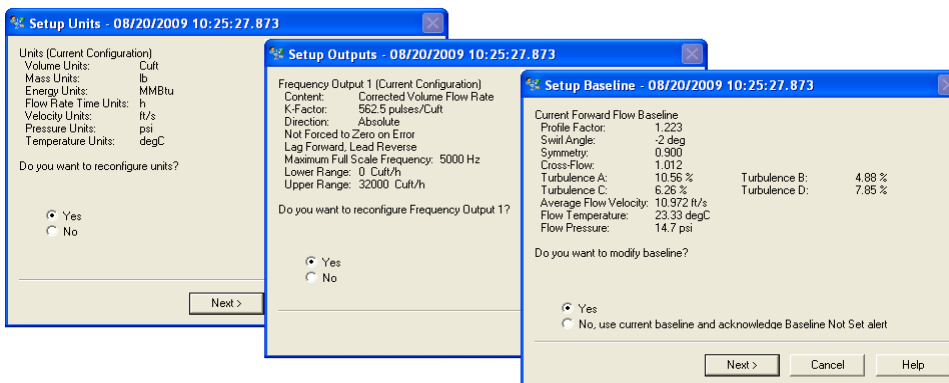 Setup Units - 08/20/2009 10:25:27.873
Units (Current Configuration)
Volume Units: Cuft
Mass Units: lb
Energy Units: MMBtu
Flow Rate Time Units: h
Velocity Units: ft/s
Pressure Units: psi
Temperature Units: degC
Do you want to reconfigure units?
Yes
No
Next >
Setup Outputs - 08/20/2009 10:25:27.873
Frequency Output 1 (Current Configuration)
Content: Corrected Volume Flow Rate
K-Factor: 562.5 pulses/Cuft
Direction: Absolute
Not Forced to Zero on Error
Lag Forward, Lead Reverse
Maximum Full Scale Frequency: 5000 Hz
Lower Range: 0 Cuft/h
Upper Range: 32000 Cuft/h
Do you want to reconfigure Frequency Output 1?
Yes
No
Setup Baseline - 08/20/2009 10:25:27.873
Current Forward Flow Baseline
Profile Factor: 1.223
Swirl Angle: -2 deg
Symmetry: 0.900
Cross-Flow: 1.012
Turbulence A: 10.56 % Turbulence B: 4.88 %
Turbulence C: 6.26 % Turbulence D: 7.85 %
Average Flow Velocity: 10.972 ft/s
Flow Temperature: 23.33 degC
Flow Pressure: 14.7 psi
Do you want to modify baseline?
Yes
No, use current baseline and acknowledge Baseline Not Set alert
Next > Cancel Help